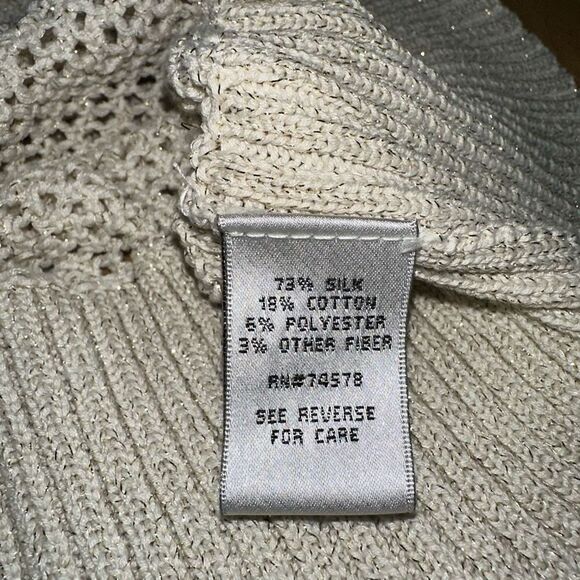 73% SILK
18% COTTON
6% POLYESTER
3% OTHER FIBER
RN#74578
SEE REVERSE
FOR CARE